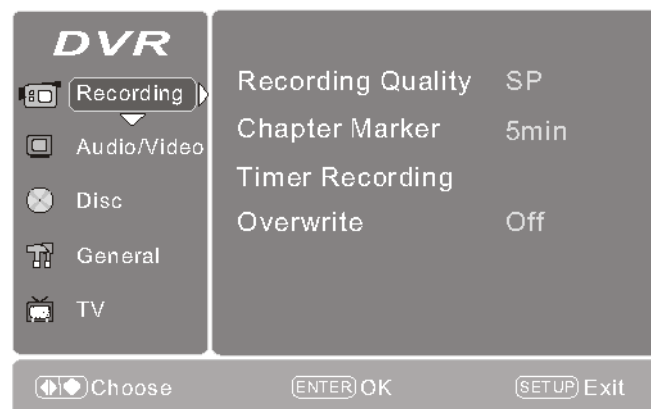 DVR
Recording
Audio/Video
Disc
General
TV
Recording Quality SP
Chapter Marker 5min
Timer Recording
Overwrite Off
Choose ENTER OK SETUP Exit